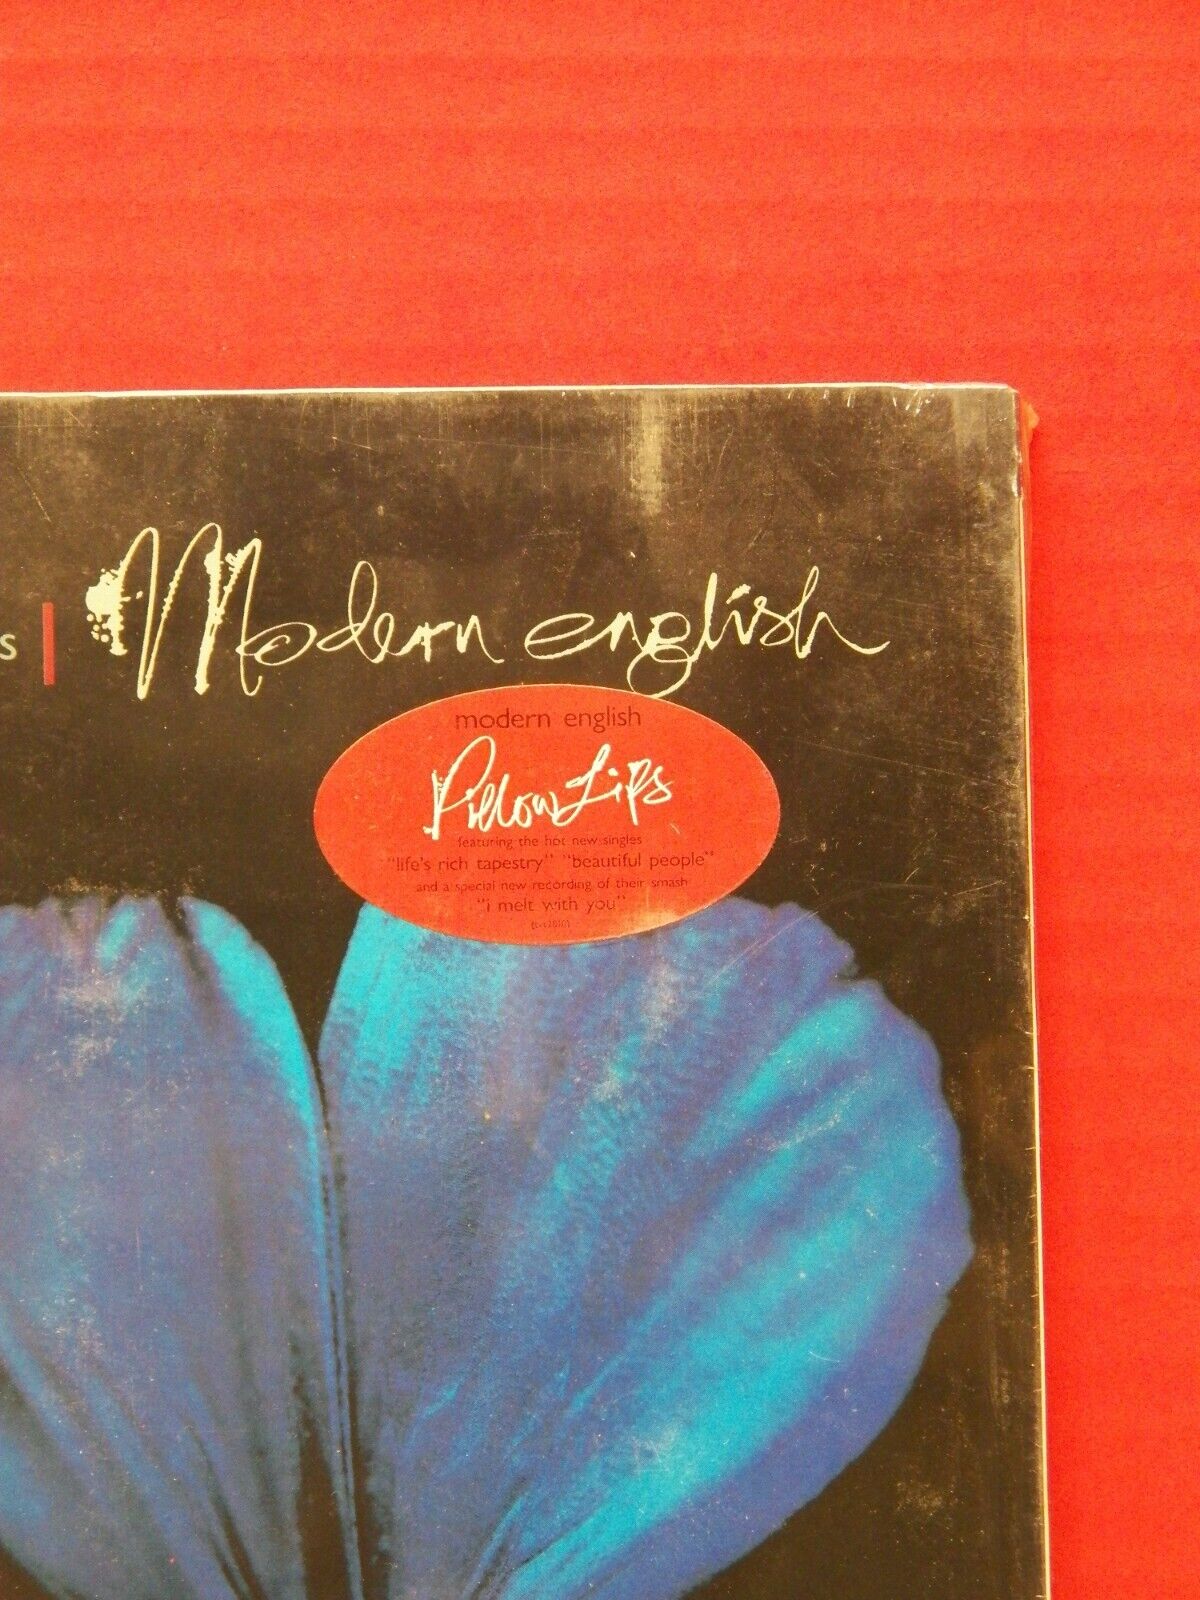 s | Modern english
modern english
Pillow Lips
featuring the hot new singles
"life's rich tapestry" "beautiful people"
and a special new recording of their smash
"i melt with you"